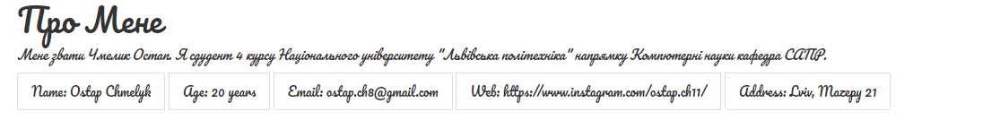 Про Мене
Мене звати Чмелик Остап. Я сдудент 4 курсу Національного університету "Львівська політехніка" напрямку Компютерні науки кафедра САПР.
Name: Ostap Chmelyk Age: 20 years Email: ostap.ch8@gmail.com Web: https://www.instagram.com/ostap.ch11/ Address: Lviv, Mazepy 21